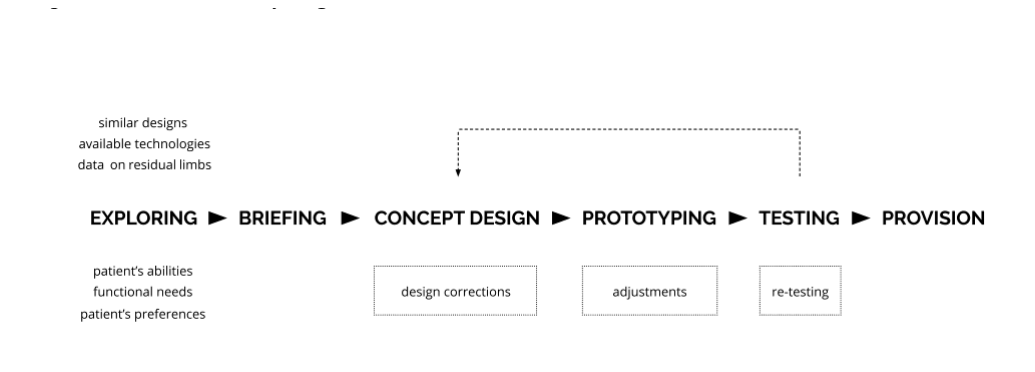 similar designs
available technologies
data on residual limbs
EXPLORING ► BRIEFING ► CONCEPT DESIGN ► PROTOTYPING ► TESTING ► PROVISION
patient's abilities
functional needs
patient's preferences
design corrections
adjustments
re-testing